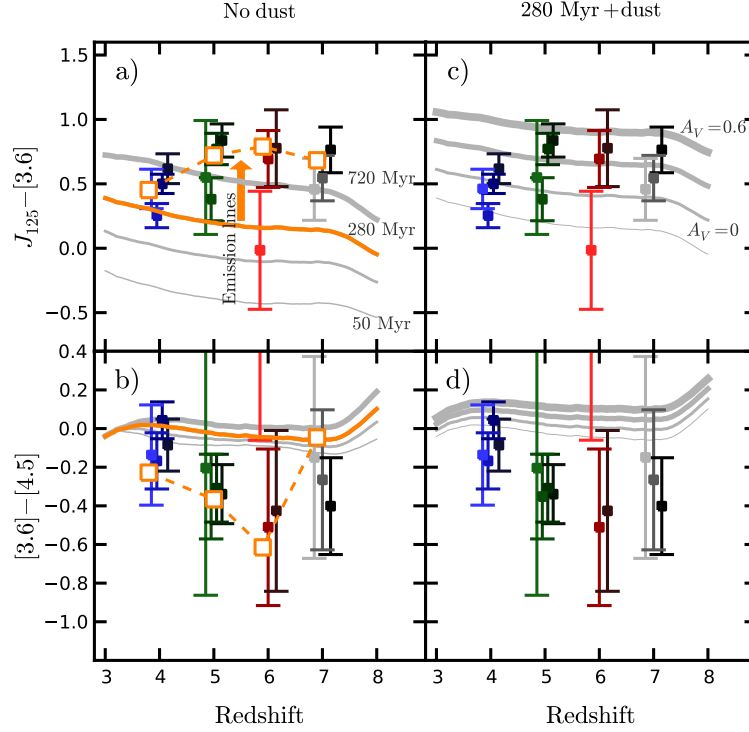 No dust
280 Myr+dust
a)
c)
1.5
1.0
0.5
0.0
−0.5
J₁₂₅−[3.6]
Emission lines
720 Myr
280 Myr
50 Myr
A_V=0.6
A_V=0
b)
d)
0.4
0.2
0.0
−0.2
−0.4
−0.6
−0.8
−1.0
[3.6]−[4.5]
3 4 5 6 7 8
3 4 5 6 7 8
Redshift
Redshift